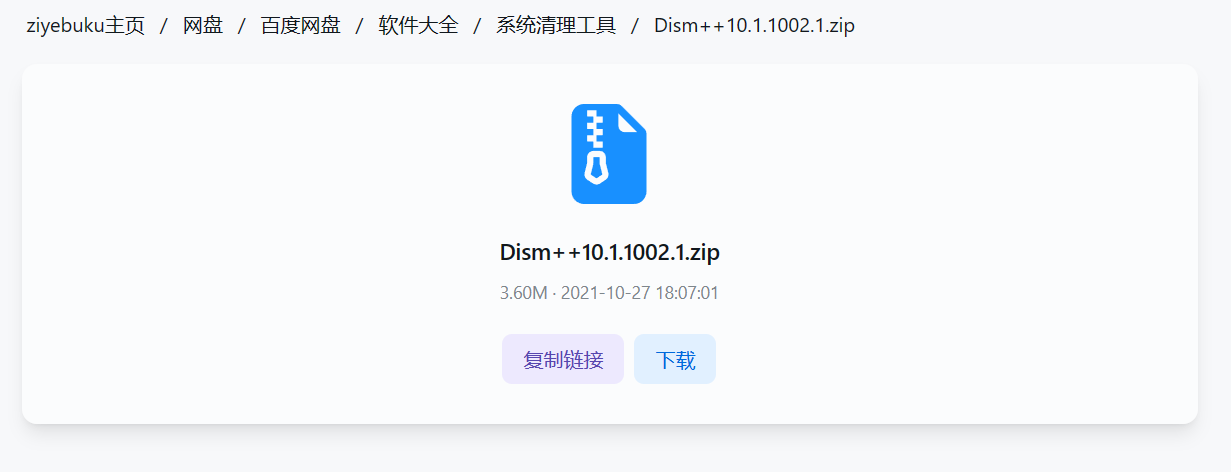 ziyebuku主页 / 网盘 / 百度网盘 / 软件大全 / 系统清理工具 / Dism++10.1.1002.1.zip
Dism++10.1.1002.1.zip
3.60M · 2021-10-27 18:07:01
复制链接 下载